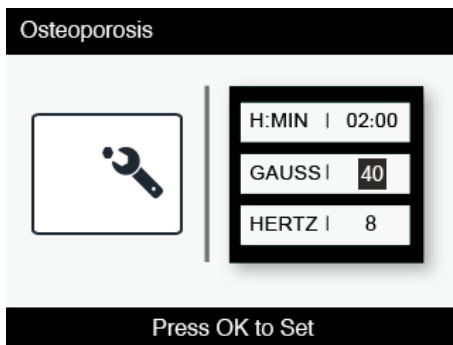 Osteoporosis
H:MIN | 02:00
GAUSS | 40
HERTZ | 8
Press OK to Set